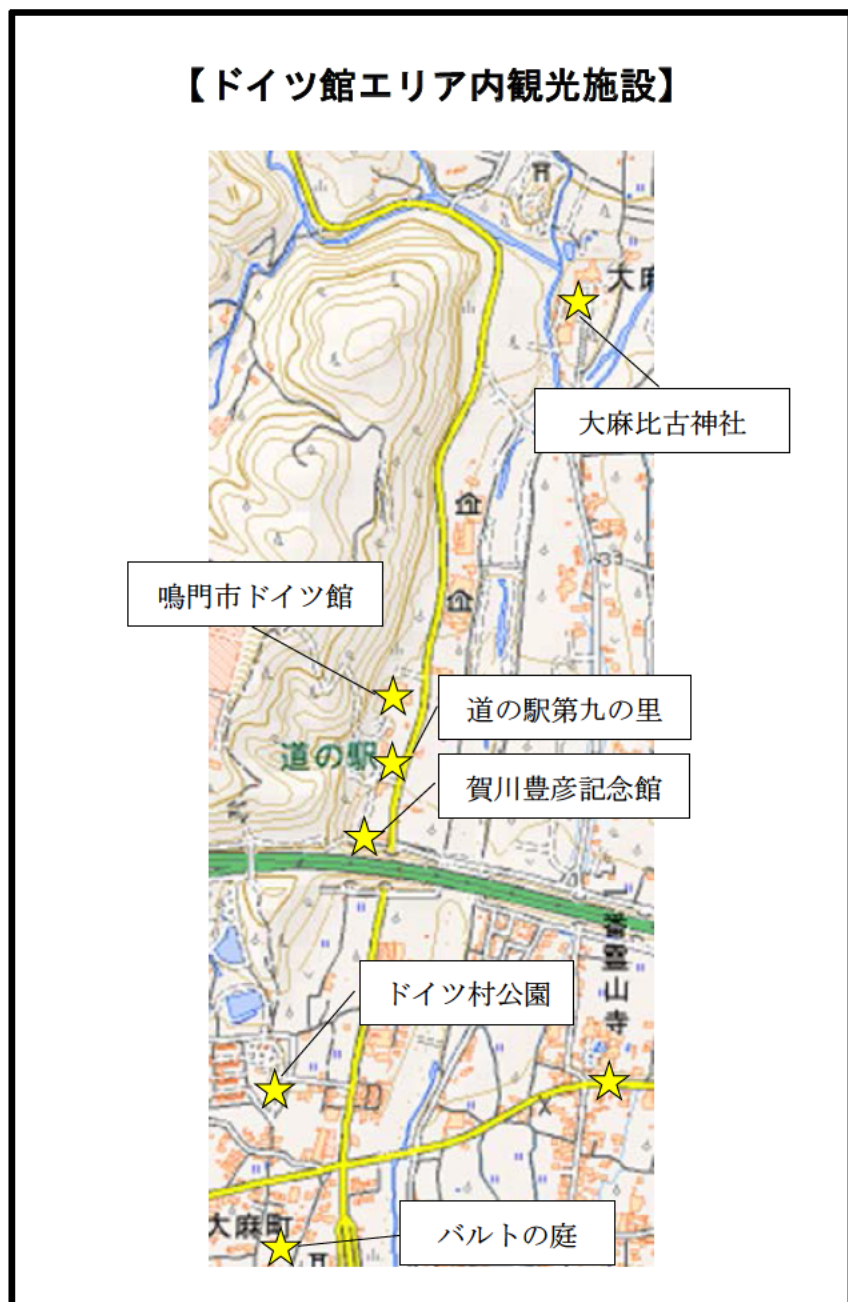 【ドイツ館エリア内観光施設】
大麻
大麻比古神社
33
鳴門市ドイツ館
道の駅第九の里
道の駅
賀川豊彦記念館
ドイツ村公園
山寺
大麻町
バルトの庭